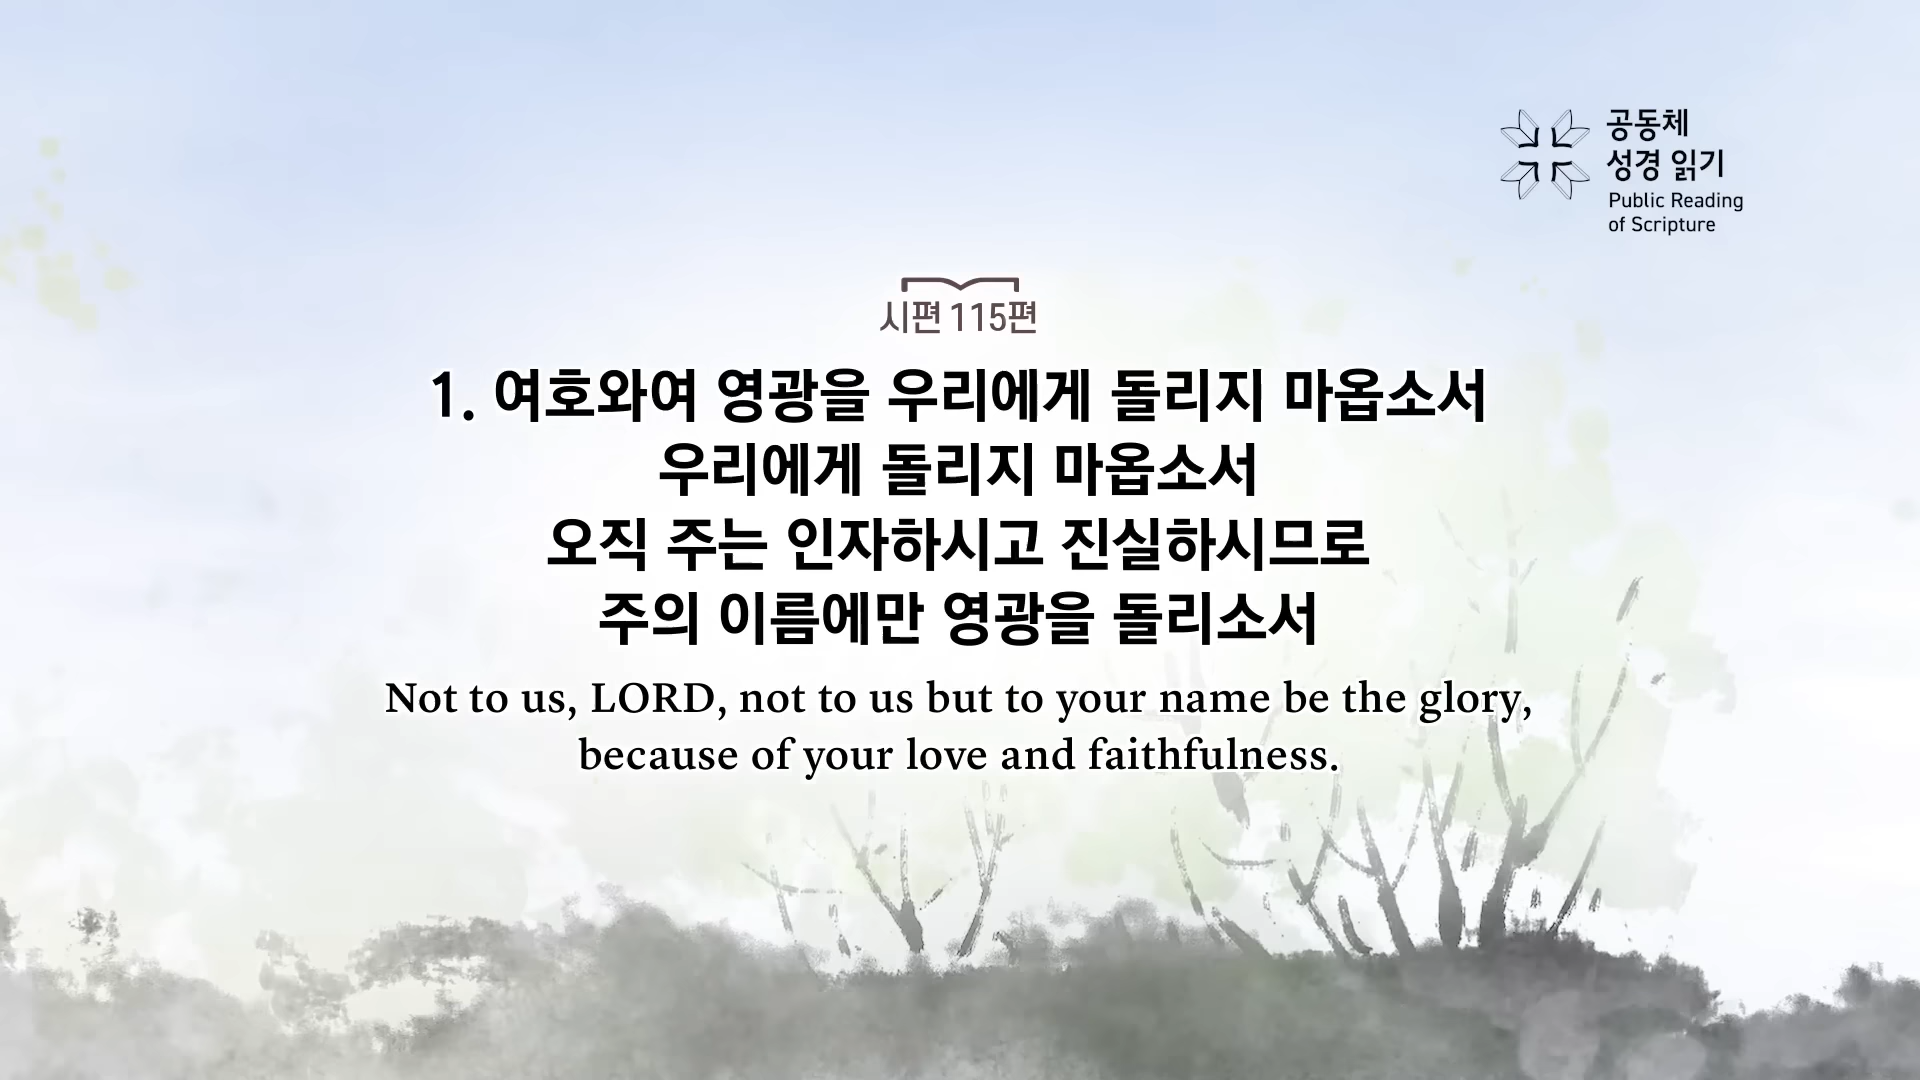 공동체
성경 읽기
Public Reading
of Scripture
시편 115편
1. 여호와여 영광을 우리에게 돌리지 마옵소서
우리에게 돌리지 마옵소서
오직 주는 인자하시고 진실하시므로
주의 이름에만 영광을 돌리소서
Not to us, LORD, not to us but to your name be the glory,
because of your love and faithfulness.